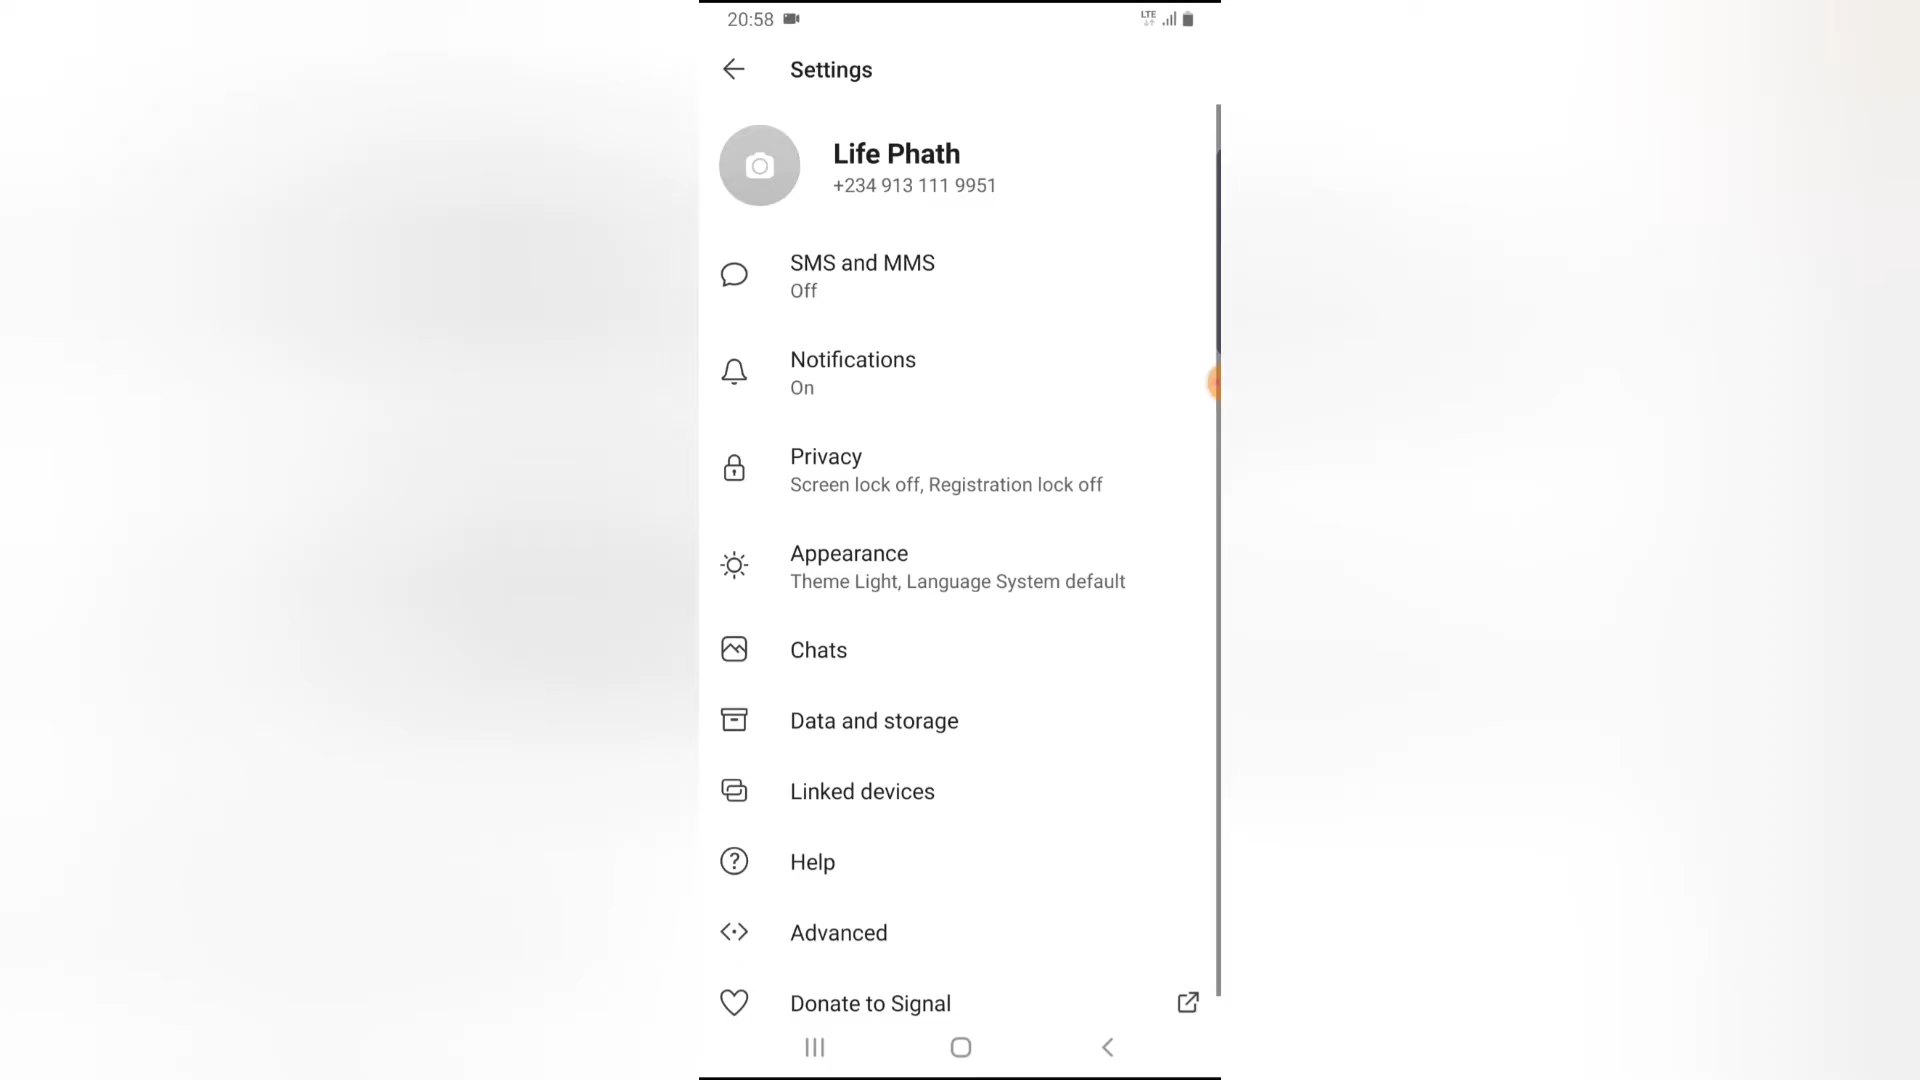 20:58
LTE
Settings
Life Phath
+234 913 111 9951
SMS and MMS
Off
Notifications
On
Privacy
Screen lock off, Registration lock off
Appearance
Theme Light, Language System default
Chats
Data and storage
Linked devices
Help
Advanced
Donate to Signal